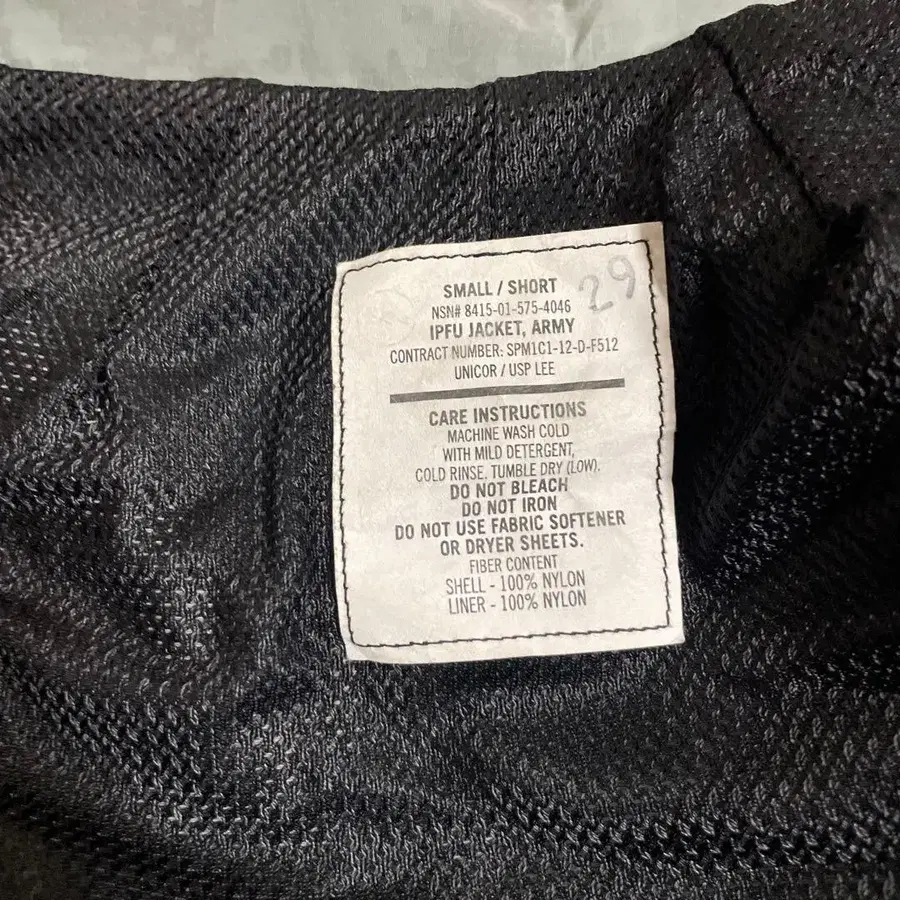 SMALL / SHORT
29
NSN# 8415-01-575-4046
IPFU JACKET, ARMY
CONTRACT NUMBER: SPM1C1-12-D-F512
UNICOR / USP LEE
CARE INSTRUCTIONS
MACHINE WASH COLD
WITH MILD DETERGENT,
COLD RINSE. TUMBLE DRY (LOW).
DO NOT BLEACH
DO NOT IRON
DO NOT USE FABRIC SOFTENER
OR DRYER SHEETS.
FIBER CONTENT
SHELL - 100% NYLON
LINER - 100% NYLON